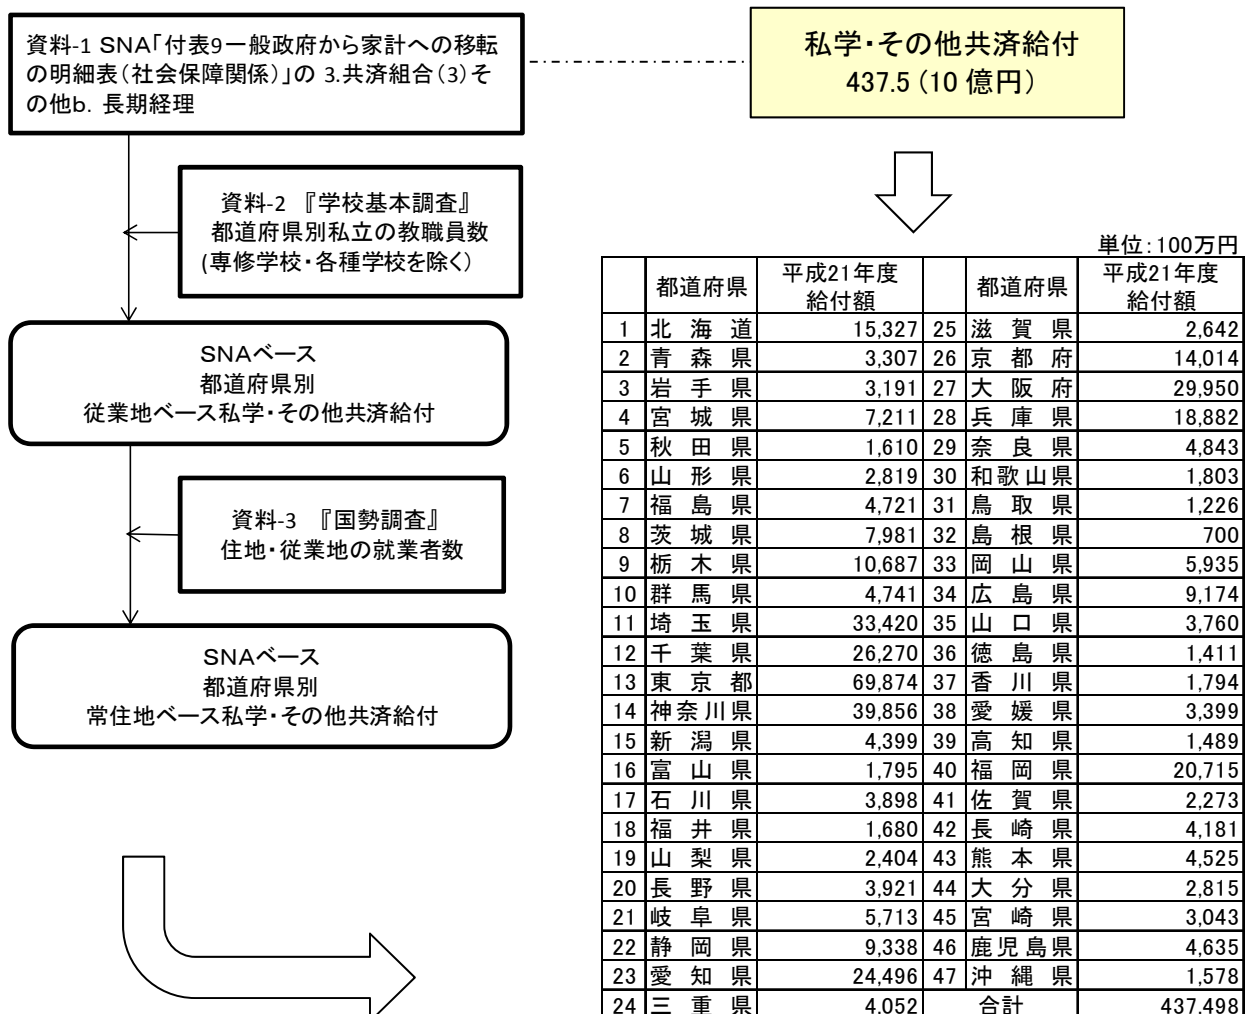 資料-1 SNA「付表9一般政府から家計への移転
の明細表(社会保障関係)」の 3.共済組合(3)そ
の他b. 長期経理
私学・その他共済給付
437.5(10 億円)
資料-2 『学校基本調査』
都道府県別私立の教職員数
(専修学校・各種学校を除く)
SNAベース
都道府県別
従業地ベース私学・その他共済給付
資料-3 『国勢調査』
住地・従業地の就業者数
SNAベース
都道府県別
常住地ベース私学・その他共済給付
単位:100万円
都道府県 平成21年度 給付額 都道府県 平成21年度 給付額
1 北海道 15,327 25 滋賀県 2,642
2 青森県 3,307 26 京都府 14,014
3 岩手県 3,191 27 大阪府 29,950
4 宮城県 7,211 28 兵庫県 18,882
5 秋田県 1,610 29 奈良県 4,843
6 山形県 2,819 30 和歌山県 1,803
7 福島県 4,721 31 鳥取県 1,226
8 茨城県 7,981 32 島根県 700
9 栃木県 10,687 33 岡山県 5,935
10 群馬県 4,741 34 広島県 9,174
11 埼玉県 33,420 35 山口県 3,760
12 千葉県 26,270 36 徳島県 1,411
13 東京都 69,874 37 香川県 1,794
14 神奈川県 39,856 38 愛媛県 3,399
15 新潟県 4,399 39 高知県 1,489
16 富山県 1,795 40 福岡県 20,715
17 石川県 3,898 41 佐賀県 2,273
18 福井県 1,680 42 長崎県 4,181
19 山梨県 2,404 43 熊本県 4,525
20 長野県 3,921 44 大分県 2,815
21 岐阜県 5,713 45 宮崎県 3,043
22 静岡県 9,338 46 鹿児島県 4,635
23 愛知県 24,496 47 沖縄県 1,578
24 三重県 4,052 合計 437,498